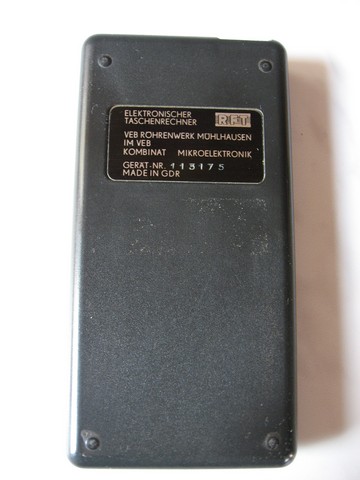 ELEKTRONISCHER
TASCHENRECHNER RFT
VEB RÖHRENWERK MÜHLHAUSEN
IM VEB
KOMBINAT MIKROELEKTRONIK
GERÄT-NR. 113175
MADE IN GDR